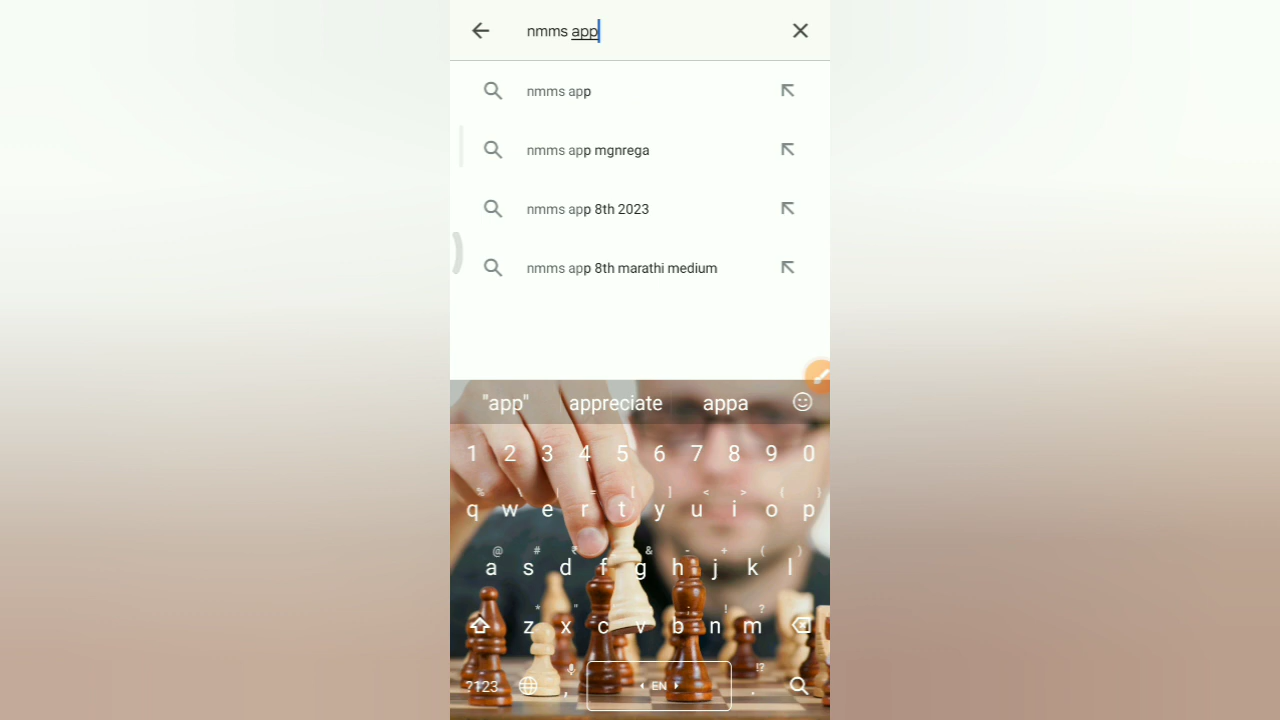 nmms app
nmms app
nmms app mgnrega
nmms app 8th 2023
nmms app 8th marathi medium
"app" appreciate appa
1 2 3 4 5 6 7 8 9 0
% \ | = [ ] < > { }
q w e r t y u i o p
@ # ₹ & - + ( )
a s d f g h j k l
* " ; ! ?
z x c v b n m
!?
?123 , EN .